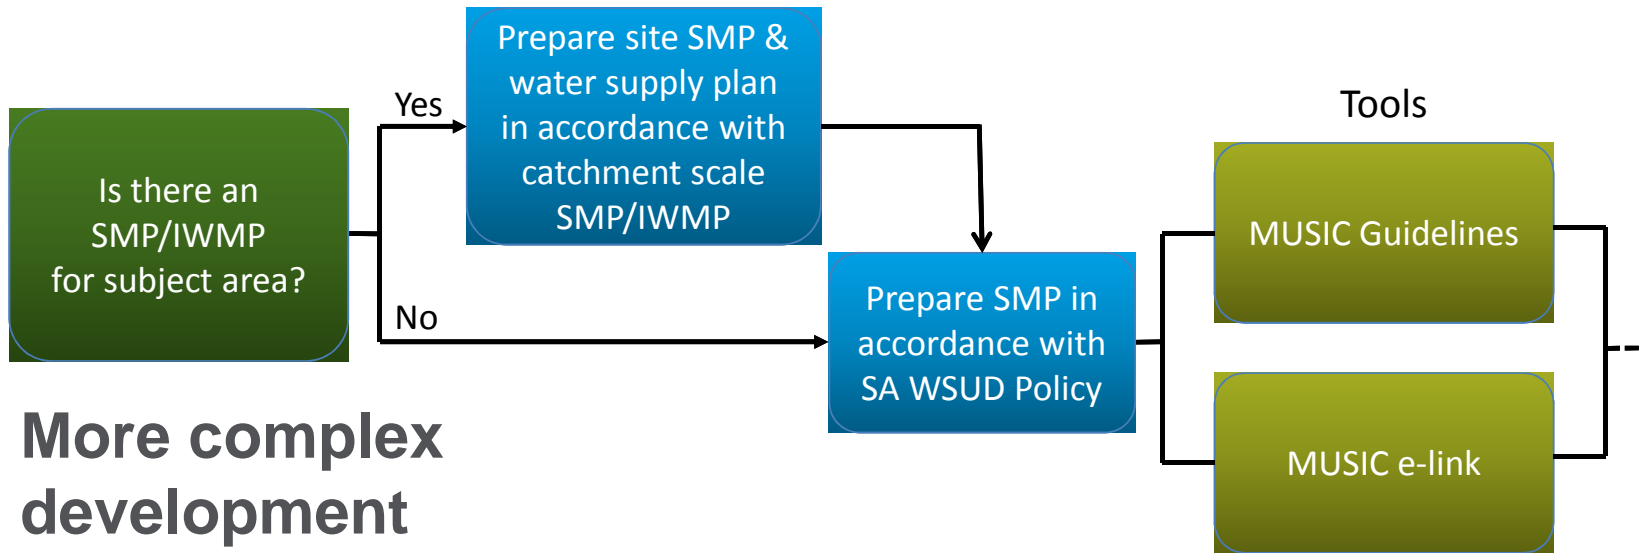 Is there an
SMP/IWMP
for subject area?
Yes
No
Prepare site SMP &
water supply plan
in accordance with
catchment scale
SMP/IWMP
Prepare SMP in
accordance with
SA WSUD Policy
Tools
MUSIC Guidelines
MUSIC e-link
More complex
development